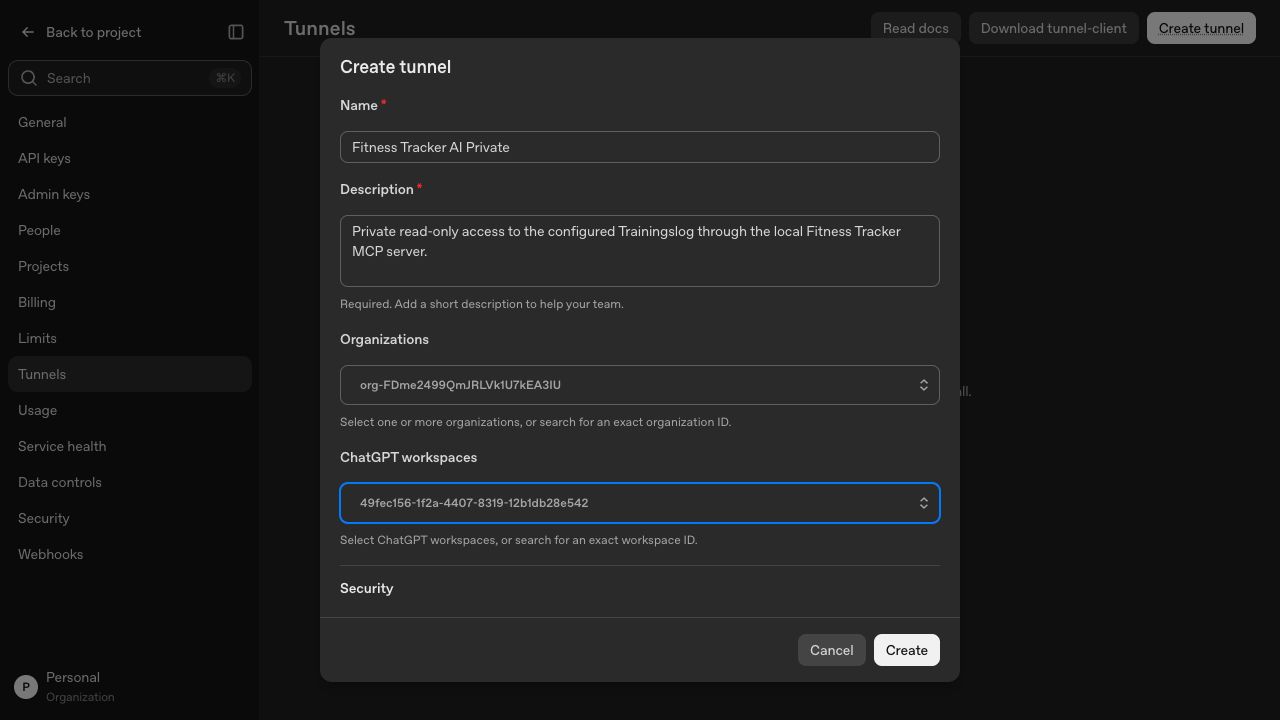 Back to project
Search
⌘K
General
API keys
Admin keys
People
Projects
Billing
Limits
Tunnels
Usage
Service health
Data controls
Security
Webhooks
P
Personal
Organization
Tunnels
Read docs
Download tunnel-client
Create tunnel
Create tunnel
Name *
Fitness Tracker AI Private
Description *
Private read-only access to the configured Trainingslog through the local Fitness Tracker
MCP server.
Required. Add a short description to help your team.
Organizations
org-FDme2499QmJRLVk1U7kEA3IU
Select one or more organizations, or search for an exact organization ID.
ChatGPT workspaces
49fec156-1f2a-4407-8319-12b1db28e542
Select ChatGPT workspaces, or search for an exact workspace ID.
Security
Cancel
Create